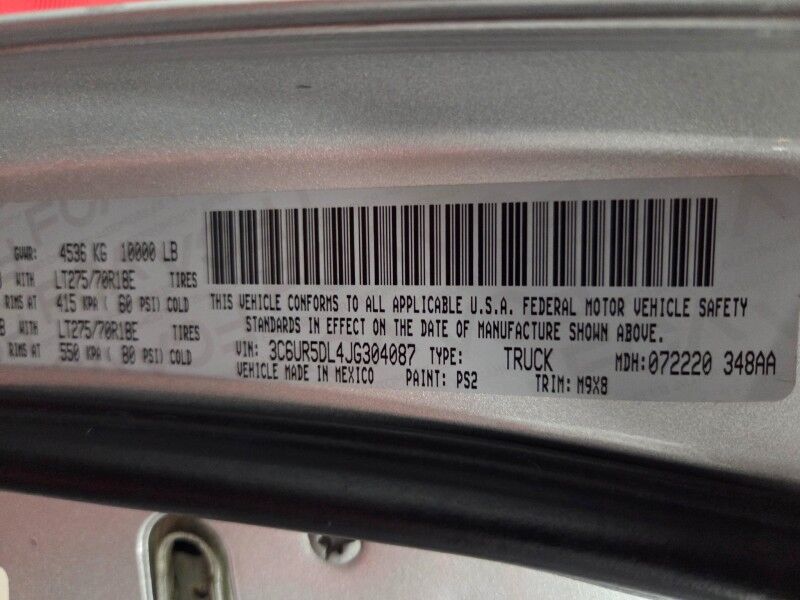 GVWR: 4536 KG 10000 LB
WITH LT275/70R18E TIRES
RIMS AT 415 KPA ( 60 PSI) COLD
WITH LT275/70R18E TIRES
RIMS AT 550 KPA ( 80 PSI) COLD
THIS VEHICLE CONFORMS TO ALL APPLICABLE U.S.A. FEDERAL MOTOR VEHICLE SAFETY
STANDARDS IN EFFECT ON THE DATE OF MANUFACTURE SHOWN ABOVE.
VIN: 3C6UR5DL4JG304087 TYPE: TRUCK MDH: 072220 348AA
VEHICLE MADE IN MEXICO PAINT: PS2 TRIM: M9X8